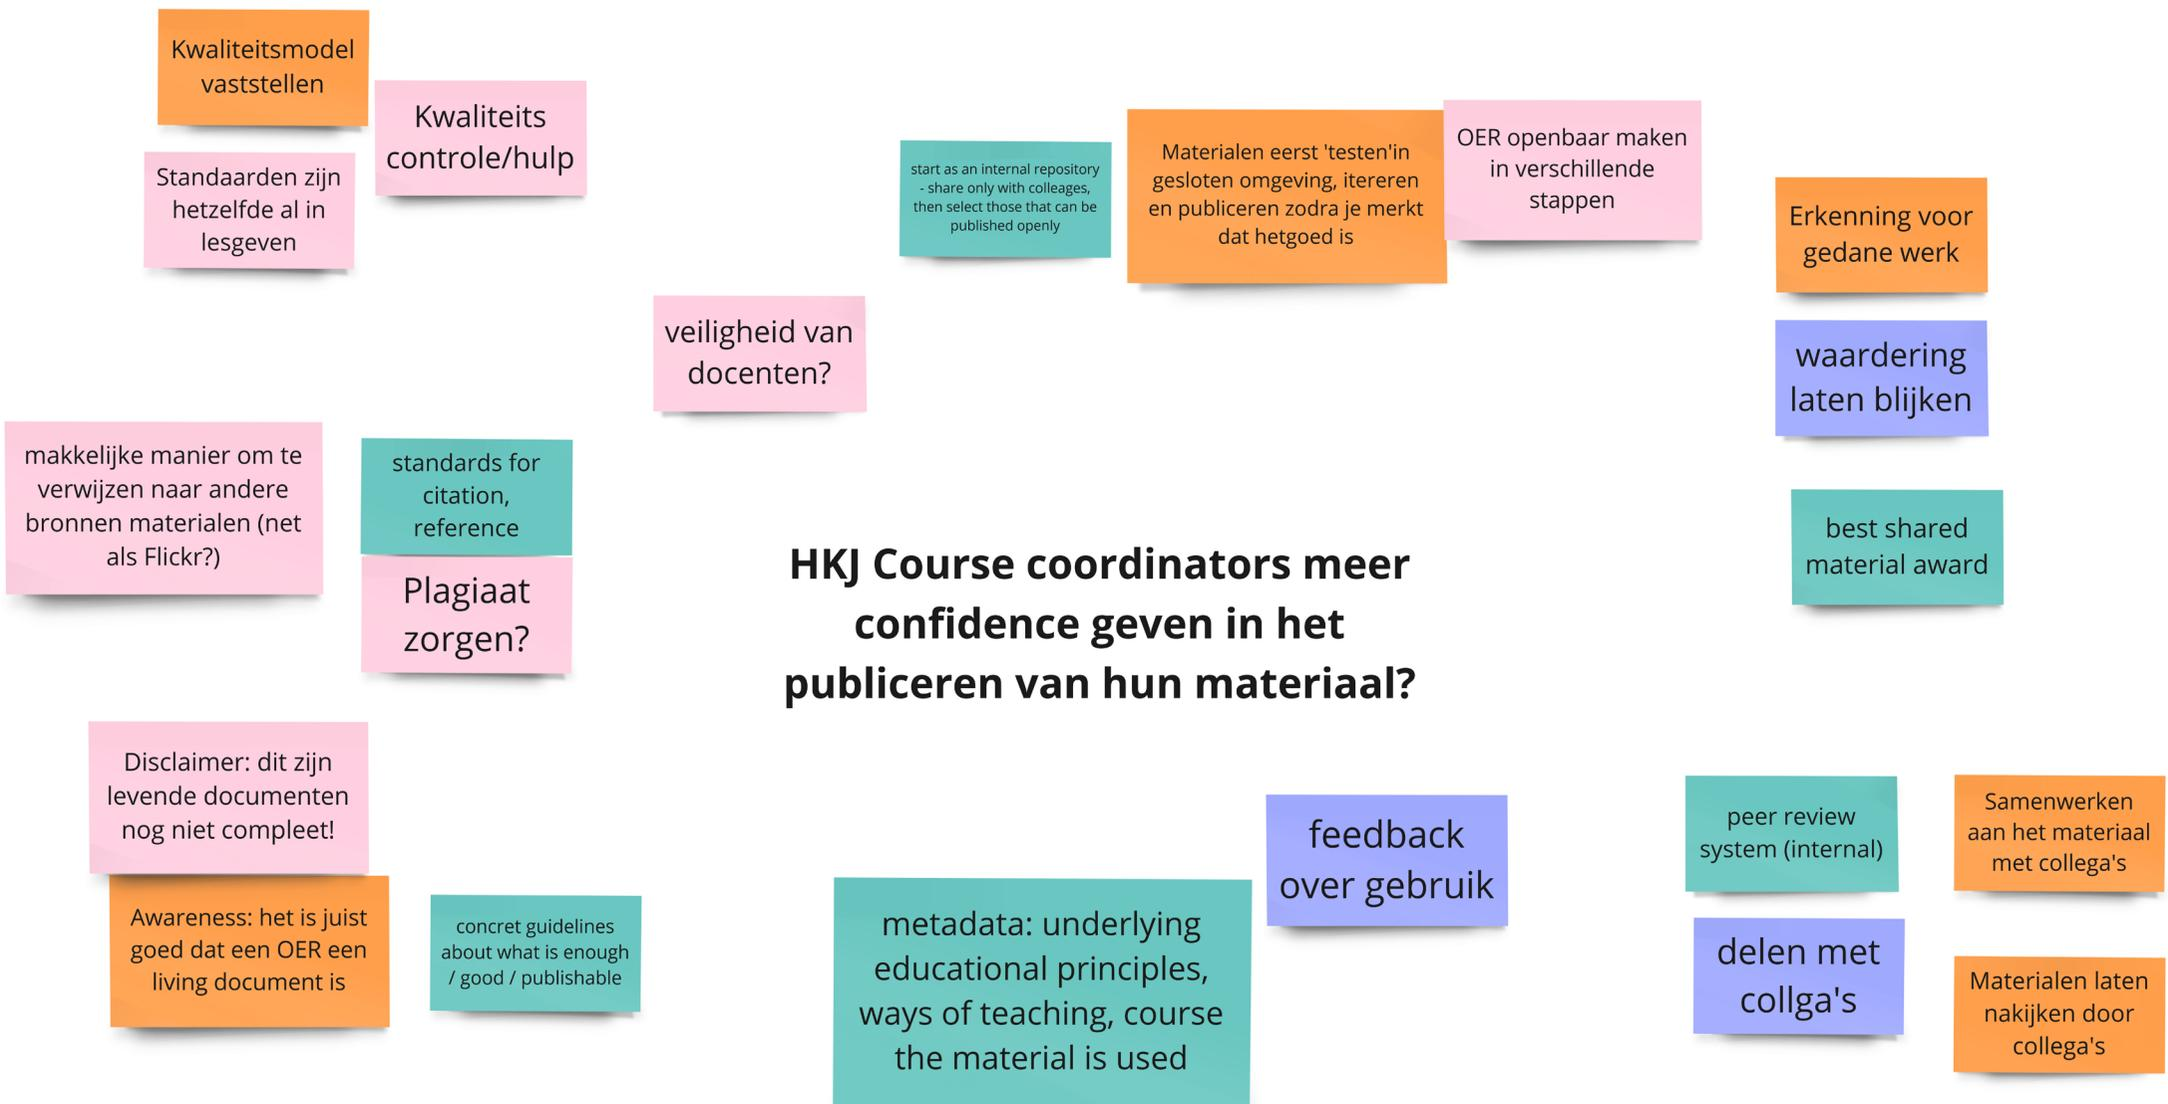 Kwaliteitsmodel
vaststellen
Kwaliteits
controle/hulp
Standaarden zijn
hetzelfde al in
lesgeven
start as an internal repository
- share only with colleages,
then select those that can be
published openly
Materialen eerst 'testen'in
gesloten omgeving, itereren
en publiceren zodra je merkt
dat hetgoed is
OER openbaar maken
in verschillende
stappen
Erkenning voor
gedane werk
waardering
laten blijken
best shared
material award
veiligheid van
docenten?
makkelijke manier om te
verwijzen naar andere
bronnen materialen (net
als Flickr?)
standards for
citation,
reference
Plagiaat
zorgen?
HKJ Course coordinators meer
confidence geven in het
publiceren van hun materiaal?
Disclaimer: dit zijn
levende documenten
nog niet compleet!
Awareness: het is juist
goed dat een OER een
living document is
concret guidelines
about what is enough
/ good / publishable
metadata: underlying
educational principles,
ways of teaching, course
the material is used
feedback
over gebruik
peer review
system (internal)
Samenwerken
aan het materiaal
met collega's
delen met
collga's
Materialen laten
nakijken door
collega's